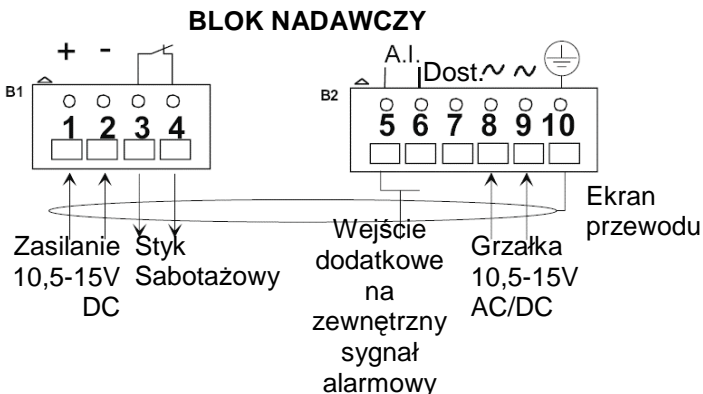 BLOK NADAWCZY
+ -
B1
1 2 3 4
A.I.
Dost. ~ ~
B2
5 6 7 8 9 10
Zasilanie
10,5-15V
DC
Styk
Sabotażowy
Wejście
dodatkowe
na
zewnętrzny
sygnał
alarmowy
Grzałka
10,5-15V
AC/DC
Ekran
przewodu